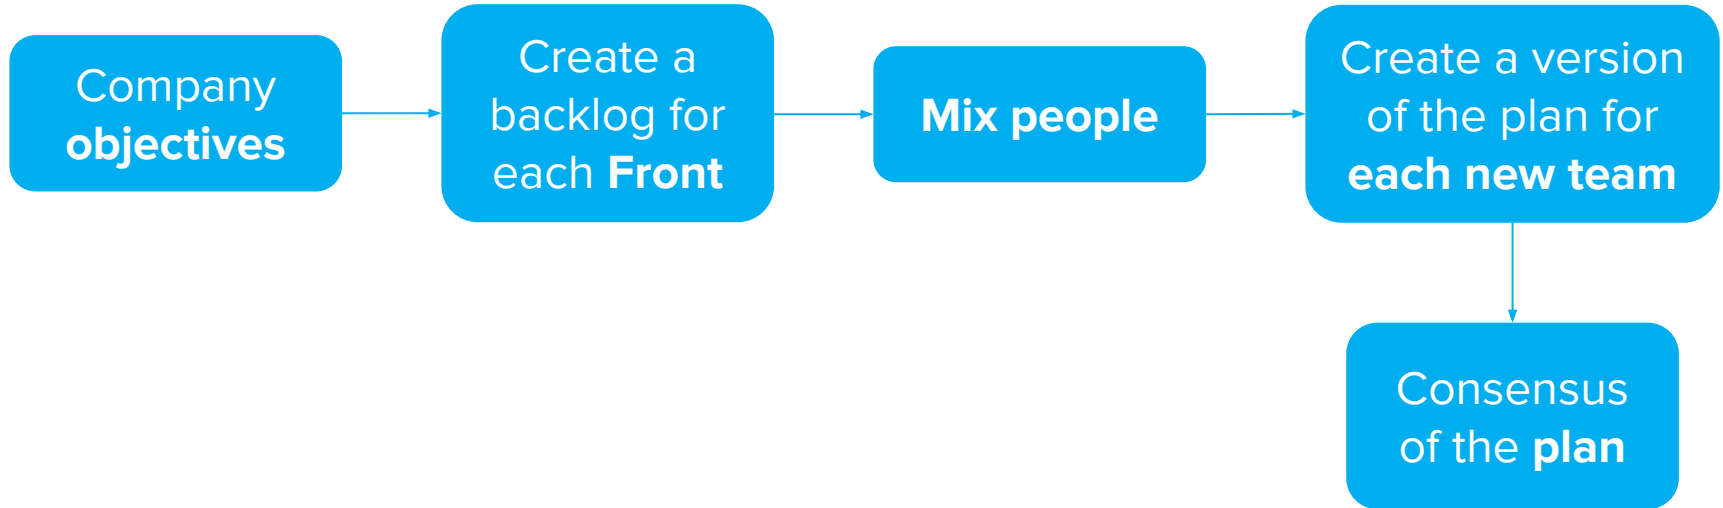 Company
objectives
Create a
backlog for
each Front
Mix people
Create a version
of the plan for
each new team
Consensus
of the plan